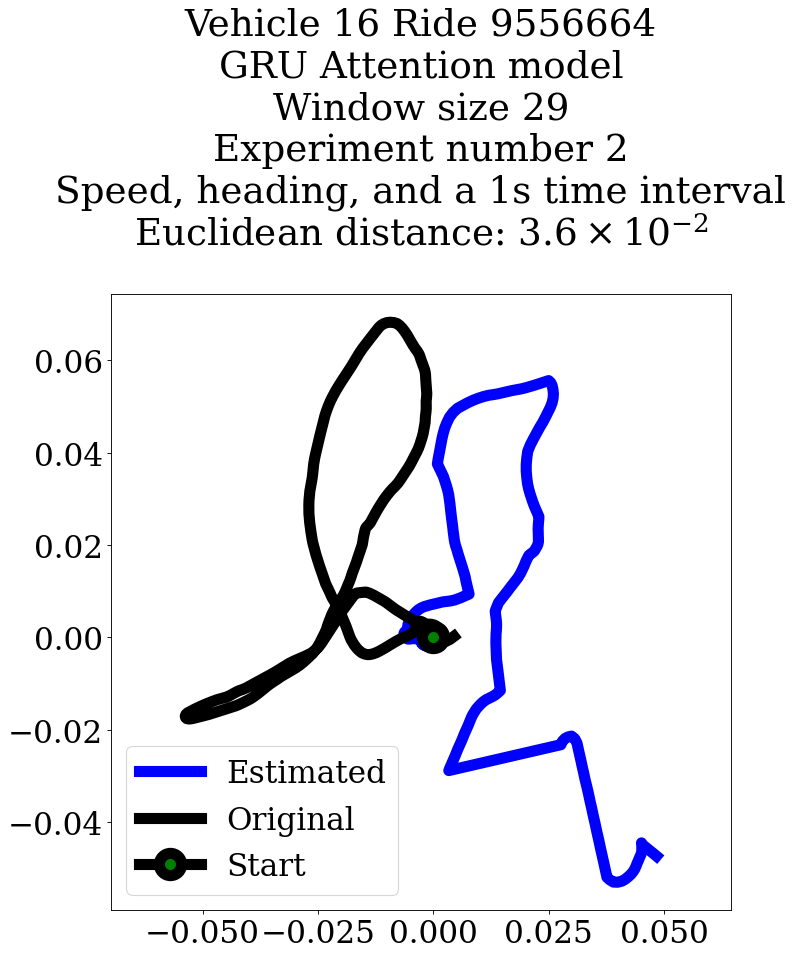 Vehicle 16 Ride 9556664
GRU Attention model
Window size 29
Experiment number 2
Speed, heading, and a 1s time interval
Euclidean distance: 3.6 × 10⁻²
0.06
0.04
0.02
0.00
−0.02
−0.04
Estimated
Original
Start
−0.050 −0.025 0.000 0.025 0.050